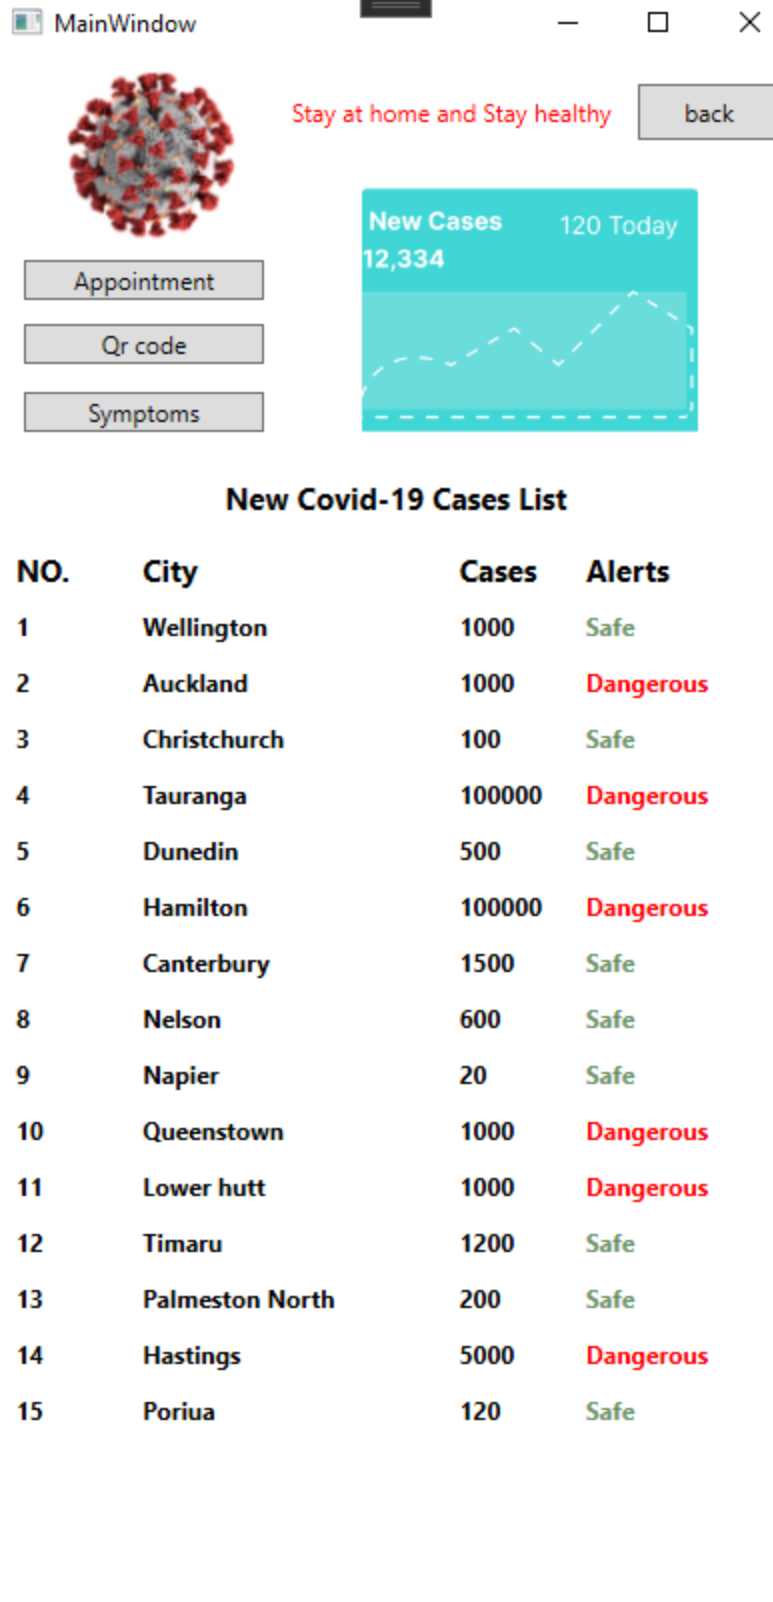 MainWindow
Stay at home and Stay healthy back
New Cases 120 Today
12,334
Appointment
Qr code
Symptoms
New Covid-19 Cases List
NO. City Cases Alerts
1 Wellington 1000 Safe
2 Auckland 1000 Dangerous
3 Christchurch 100 Safe
4 Tauranga 100000 Dangerous
5 Dunedin 500 Safe
6 Hamilton 100000 Dangerous
7 Canterbury 1500 Safe
8 Nelson 600 Safe
9 Napier 20 Safe
10 Queenstown 1000 Dangerous
11 Lower hutt 1000 Dangerous
12 Timaru 1200 Safe
13 Palmeston North 200 Safe
14 Hastings 5000 Dangerous
15 Poriua 120 Safe